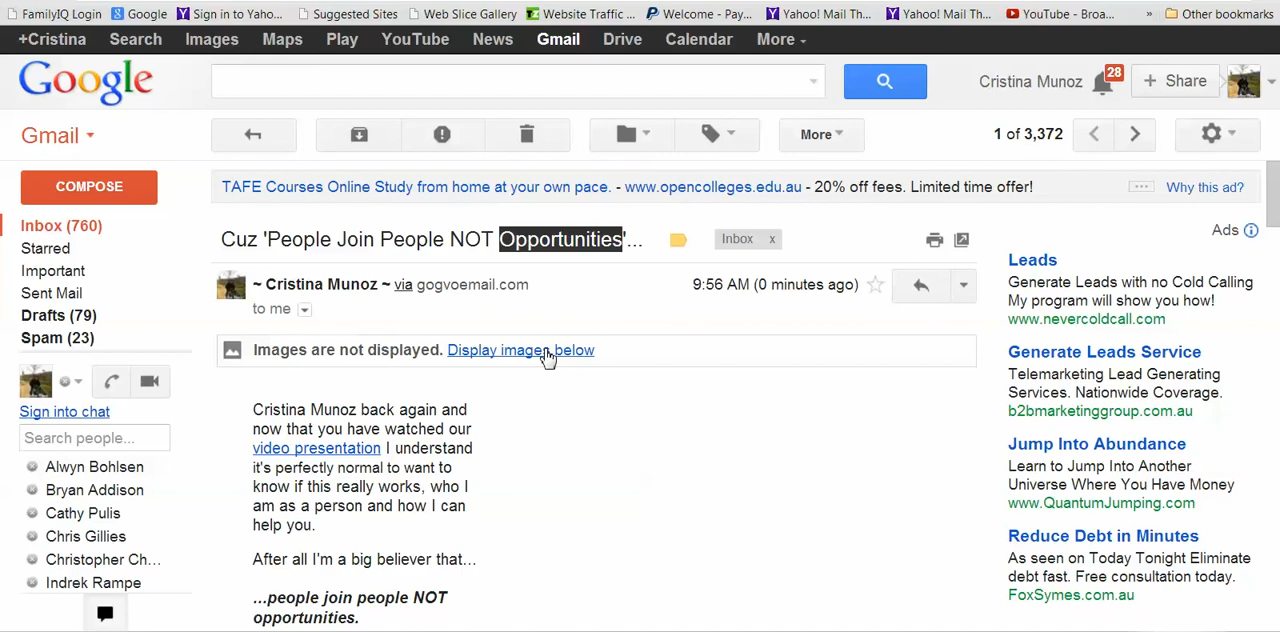 FamilyIQ Login Google Sign in to Yaho... Suggested Sites Web Slice Gallery Website Traffic ... Welcome - Pay... Yahoo! Mail Th... Yahoo! Mail Th... YouTube - Broa... » Other bookmarks
+Cristina Search Images Maps Play YouTube News Gmail Drive Calendar More
Google
Cristina Munoz 28 + Share
Gmail
More
1 of 3,372
COMPOSE
TAFE Courses Online Study from home at your own pace. - www.opencolleges.edu.au - 20% off fees. Limited time offer! Why this ad?
Inbox (760)
Starred
Important
Sent Mail
Drafts (79)
Spam (23)
Sign into chat
Search people...
Alwyn Bohlsen
Bryan Addison
Cathy Pulis
Chris Gillies
Christopher Ch...
Indrek Rampe
Cuz 'People Join People NOT Opportunities'...
Inbox x
~ Cristina Munoz ~ via gogvoemail.com 9:56 AM (0 minutes ago)
to me
Images are not displayed. Display images below
Cristina Munoz back again and
now that you have watched our
video presentation I understand
it's perfectly normal to want to
know if this really works, who I
am as a person and how I can
help you.
After all I'm a big believer that...
...people join people NOT
opportunities.
Ads
Leads
Generate Leads with no Cold Calling
My program will show you how!
www.nevercoldcall.com
Generate Leads Service
Telemarketing Lead Generating
Services. Nationwide Coverage.
b2bmarketinggroup.com.au
Jump Into Abundance
Learn to Jump Into Another
Universe Where You Have Money
www.QuantumJumping.com
Reduce Debt in Minutes
As seen on Today Tonight Eliminate
debt fast. Free consultation today.
FoxSymes.com.au